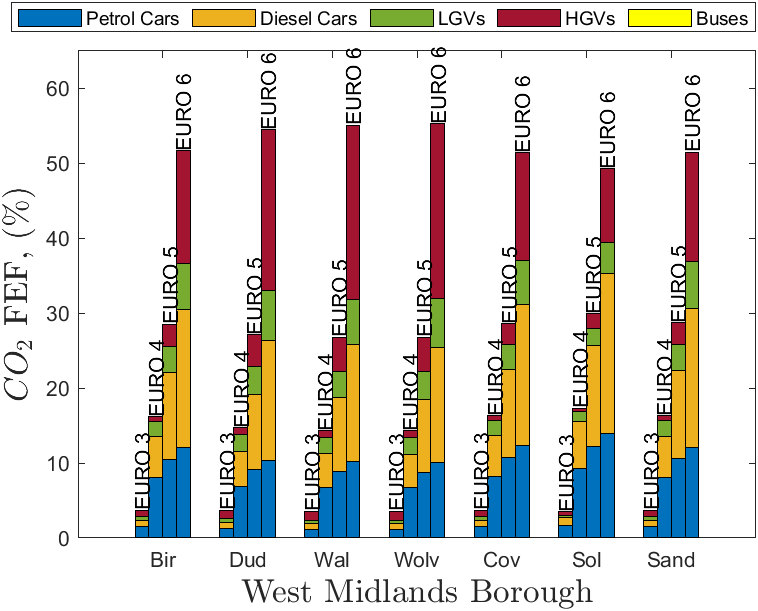 Petrol Cars Diesel Cars LGVs HGVs Buses
60
50
40
30
20
10
0
CO2 FEF, (%)
EURO 3 EURO 4 EURO 5 EURO 6
EURO 3 EURO 4 EURO 5 EURO 6
EURO 3 EURO 4 EURO 5 EURO 6
EURO 3 EURO 4 EURO 5 EURO 6
EURO 3 EURO 4 EURO 5 EURO 6
EURO 3 EURO 4 EURO 5 EURO 6
EURO 3 EURO 4 EURO 5 EURO 6
Bir Dud Wal Wolv Cov Sol Sand
West Midlands Borough